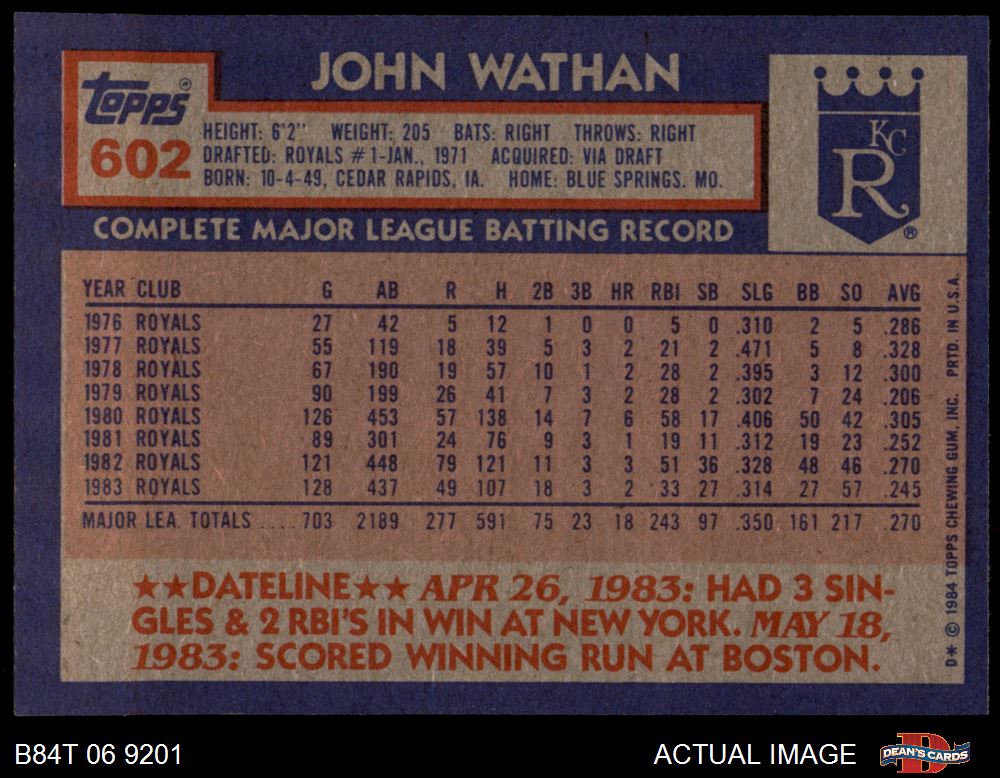 JOHN WATHAN
topps®
602
HEIGHT: 6'2" WEIGHT: 205 BATS: RIGHT THROWS: RIGHT
DRAFTED: ROYALS #1-JAN., 1971 ACQUIRED: VIA DRAFT
BORN: 10-4-49, CEDAR RAPIDS, IA. HOME: BLUE SPRINGS. MO.
KC
R
®
COMPLETE MAJOR LEAGUE BATTING RECORD
YEAR CLUB G AB R H 2B 3B HR RBI SB SLG BB SO AVG
1976 ROYALS 27 42 5 12 1 0 0 5 0 .310 2 5 .286
1977 ROYALS 55 119 18 39 5 3 2 21 2 .471 5 8 .328
1978 ROYALS 67 190 19 57 10 1 2 28 2 .395 3 12 .300
1979 ROYALS 90 199 26 41 7 3 2 28 2 .302 7 24 .206
1980 ROYALS 126 453 57 138 14 7 6 58 17 .406 50 42 .305
1981 ROYALS 89 301 24 76 9 3 1 19 11 .312 19 23 .252
1982 ROYALS 121 448 79 121 11 3 3 51 36 .328 48 46 .270
1983 ROYALS 128 437 49 107 18 3 2 33 27 .314 27 57 .245
MAJOR LEA. TOTALS .... 703 2189 277 591 75 23 18 243 97 .350 161 217 .270
★★DATELINE★★ APR 26, 1983: HAD 3 SIN-
GLES & 2 RBI'S IN WIN AT NEW YORK. MAY 18,
1983: SCORED WINNING RUN AT BOSTON.
D* © 1984 TOPPS CHEWING GUM, INC. PRTD. IN U.S.A.
B84T 06 9201
ACTUAL IMAGE
DEAN'S CARDS